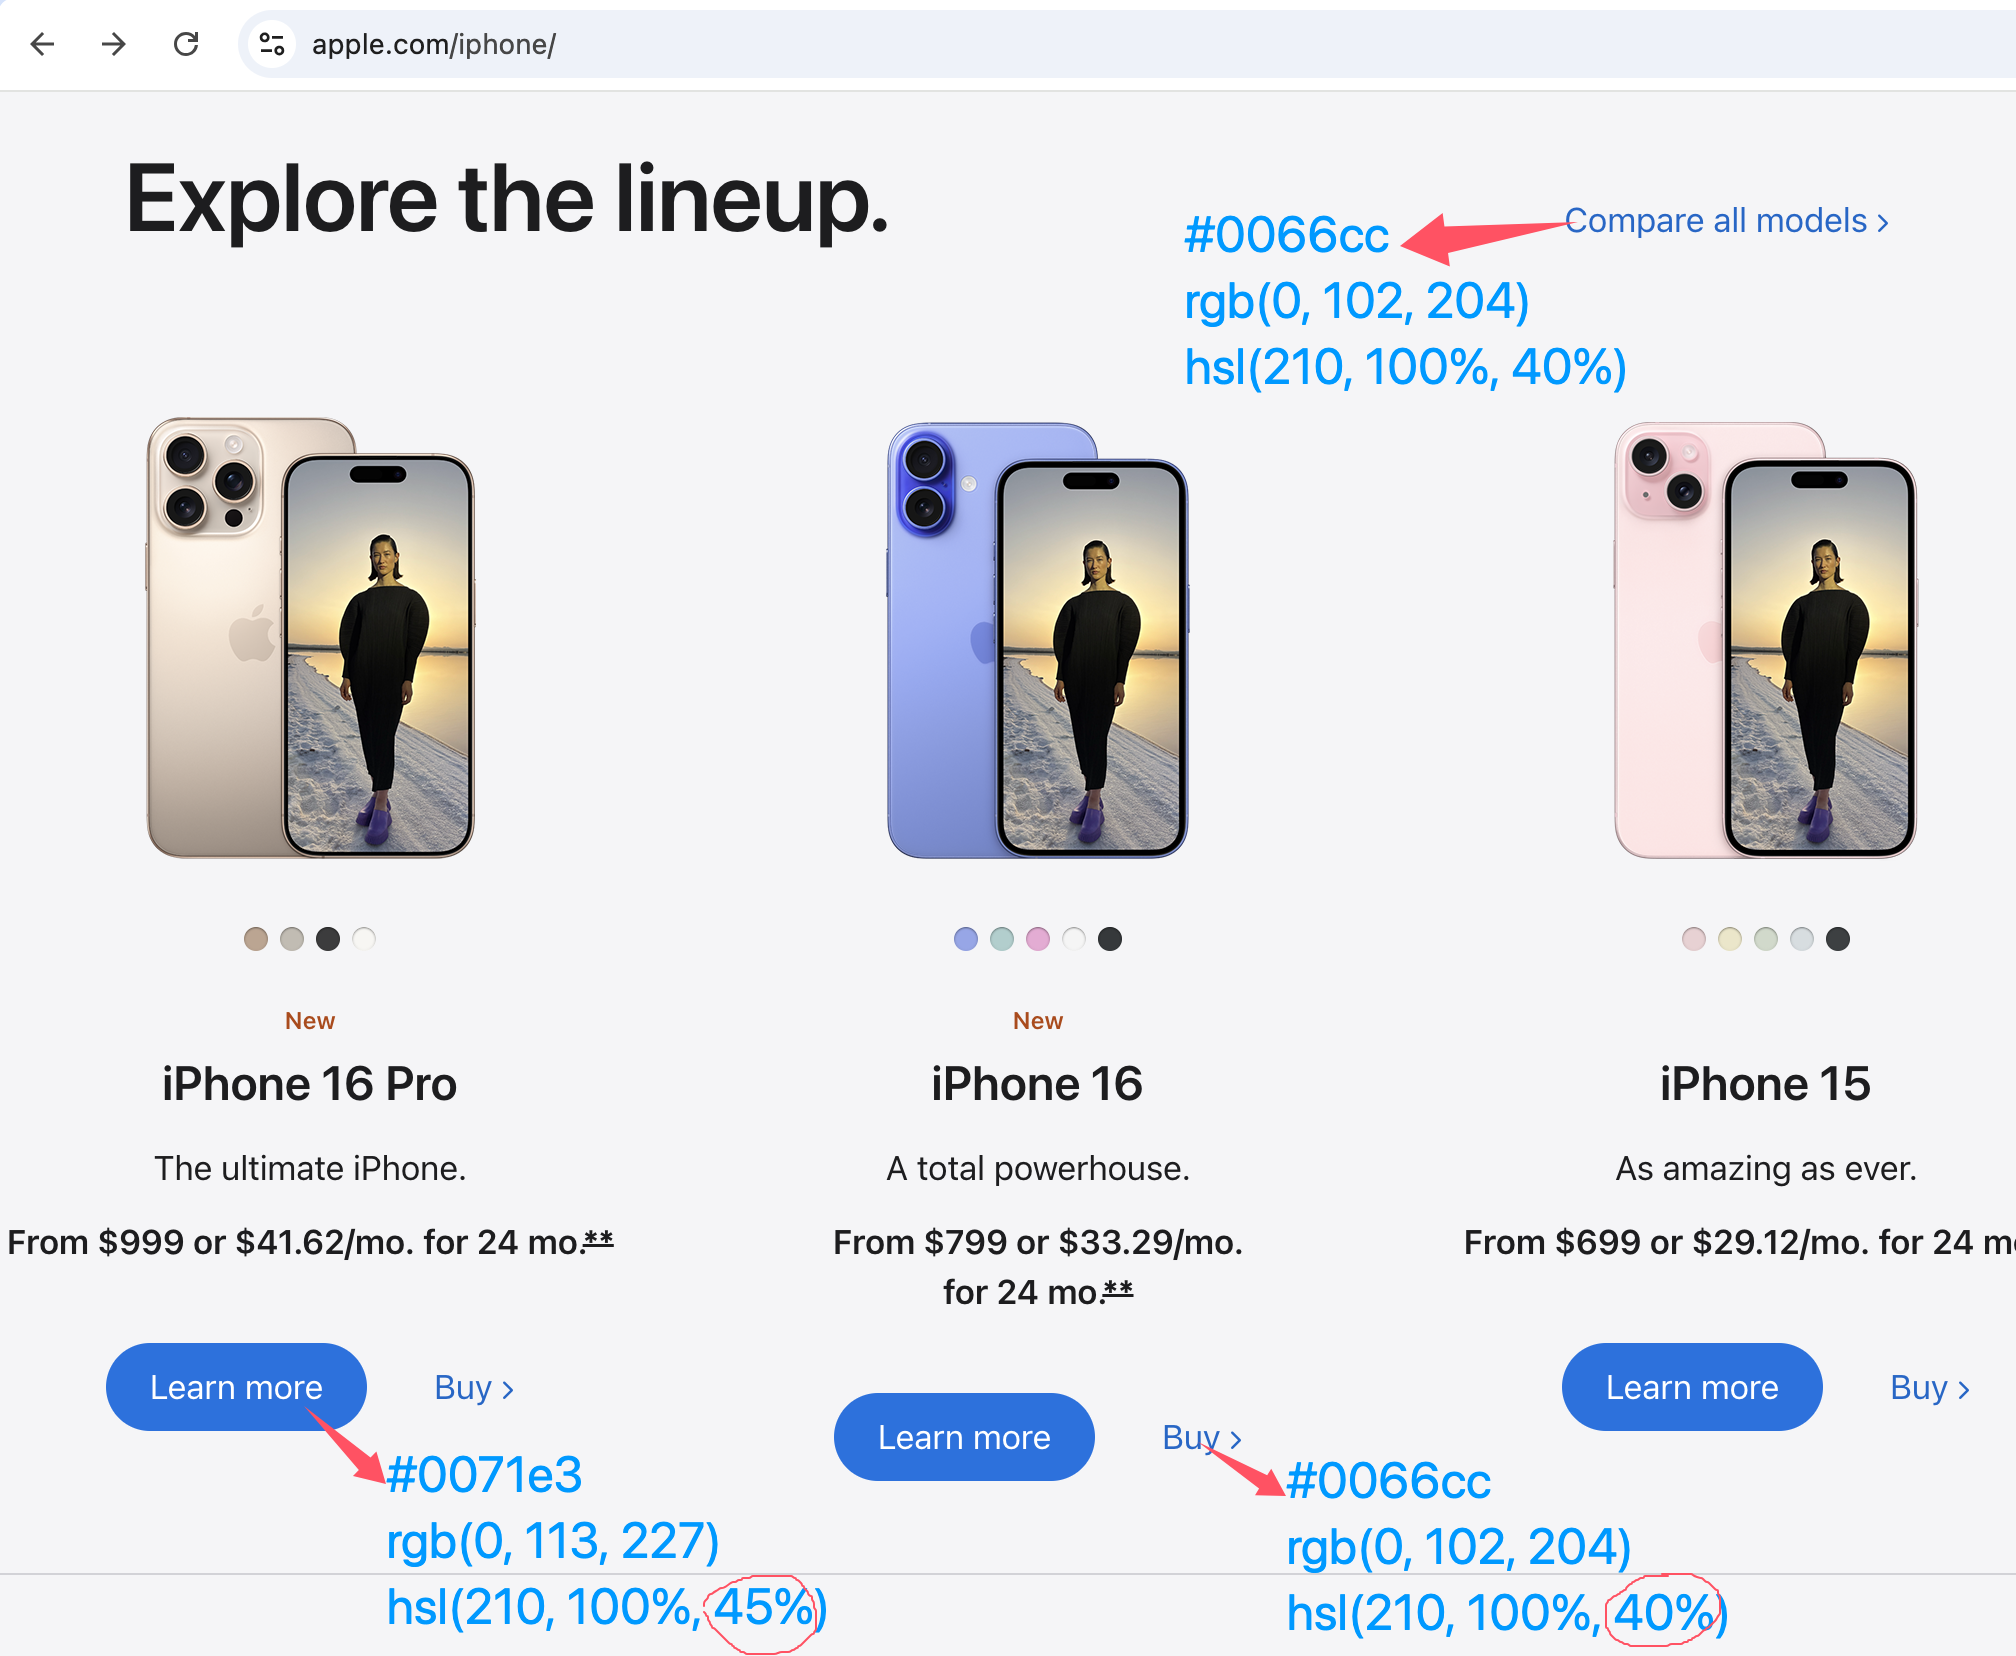 apple.com/iphone/
Explore the lineup.
Compare all models >
#0066cc
rgb(0, 102, 204)
hsl(210, 100%, 40%)
New
iPhone 16 Pro
The ultimate iPhone.
From $999 or $41.62/mo. for 24 mo.**
Learn more
Buy >
#0071e3
rgb(0, 113, 227)
hsl(210, 100%, 45%)
New
iPhone 16
A total powerhouse.
From $799 or $33.29/mo.
for 24 mo.**
Learn more
Buy >
#0066cc
rgb(0, 102, 204)
hsl(210, 100%, 40%)
iPhone 15
As amazing as ever.
From $699 or $29.12/mo. for 24 m
Learn more
Buy >